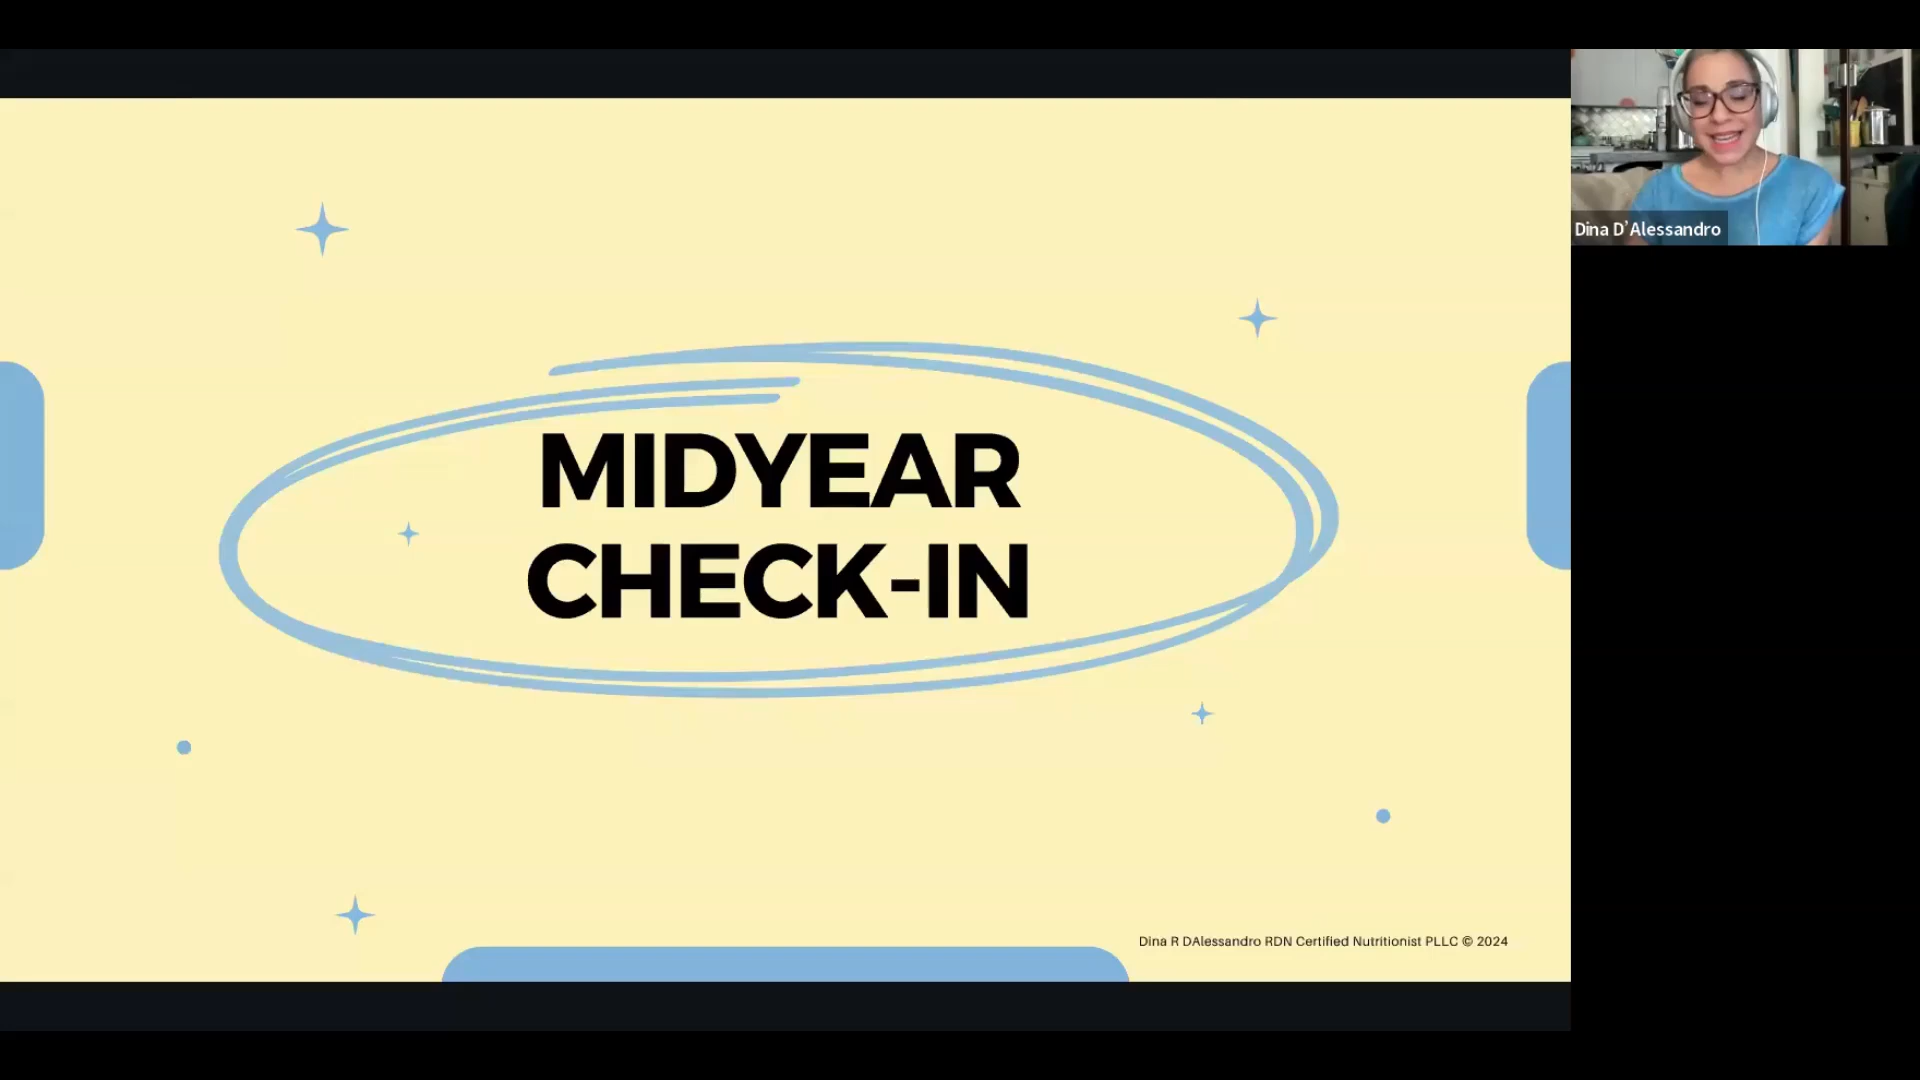 MIDYEAR
CHECK-IN
Dina R DAlessandro RDN Certified Nutritionist PLLC © 2024
Dina D’Alessandro